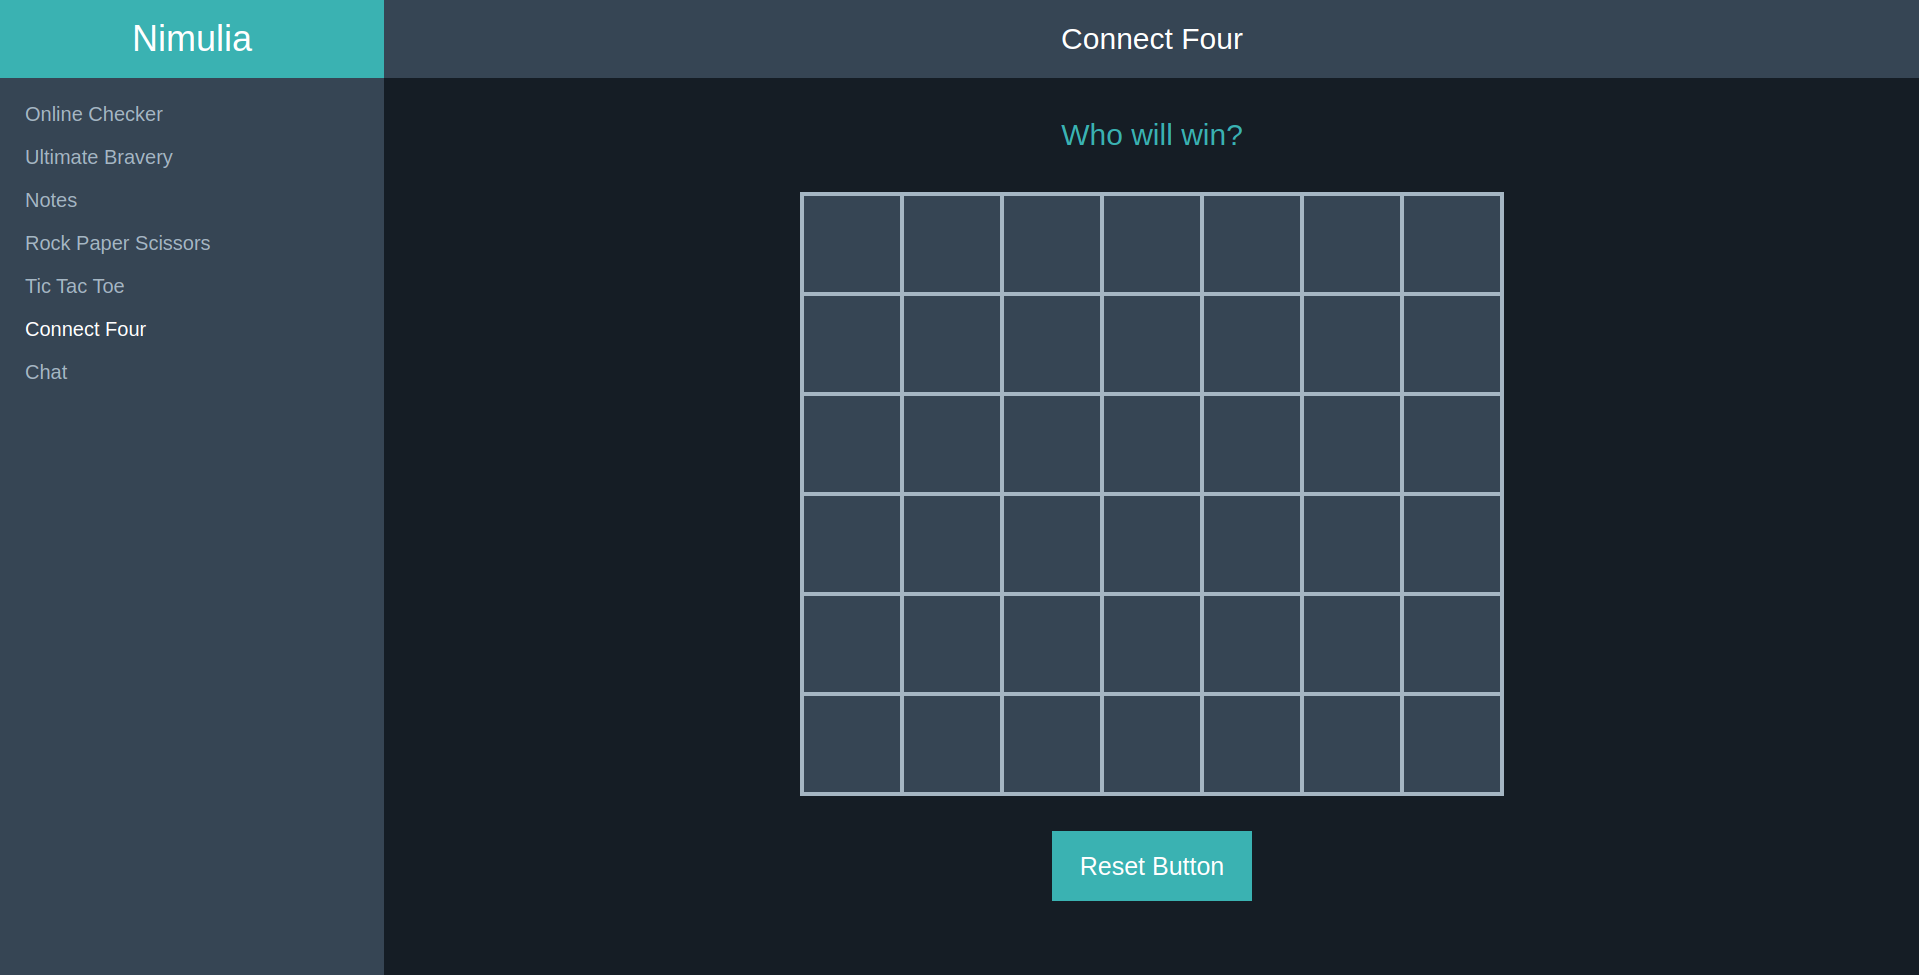 Nimulia
Connect Four
Online Checker
Ultimate Bravery
Notes
Rock Paper Scissors
Tic Tac Toe
Connect Four
Chat
Who will win?
Reset Button